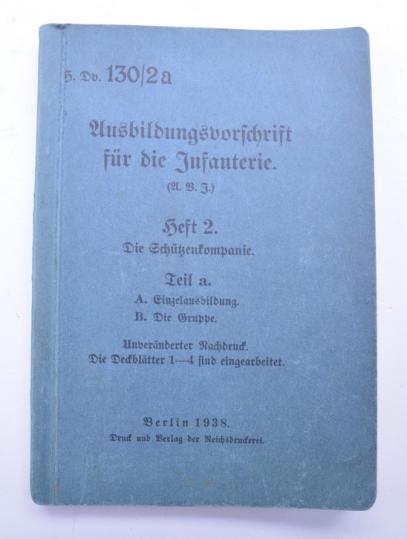 H. Dv. 130/2a
Ausbildungsvorschrift
für die Infanterie.
(A. V. I.)
Heft 2.
Die Schützenkompanie.
Teil a.
A. Einzelausbildung.
B. Die Gruppe.
Unveränderter Nachdruck.
Die Deckblätter 1—4 sind eingearbeitet.
Berlin 1938.
Druck und Verlag der Reichsdruckerei.